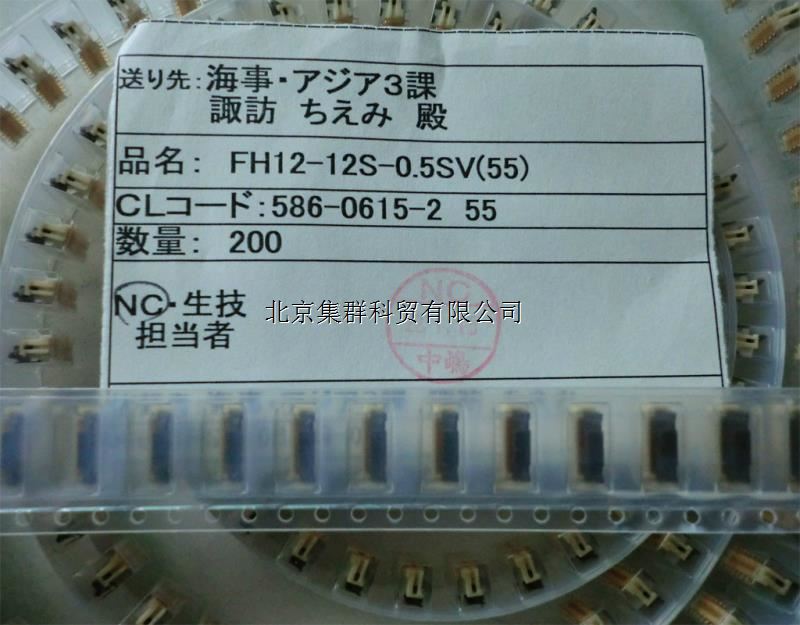 送り先: 海事・アジア3課
諏訪 ちえみ 殿
品名: FH12-12S-0.5SV(55)
CLコード:586-0615-2 55
数量: 200
NC・生技
担当者
北京集群科贸有限公司
NC
中嶋